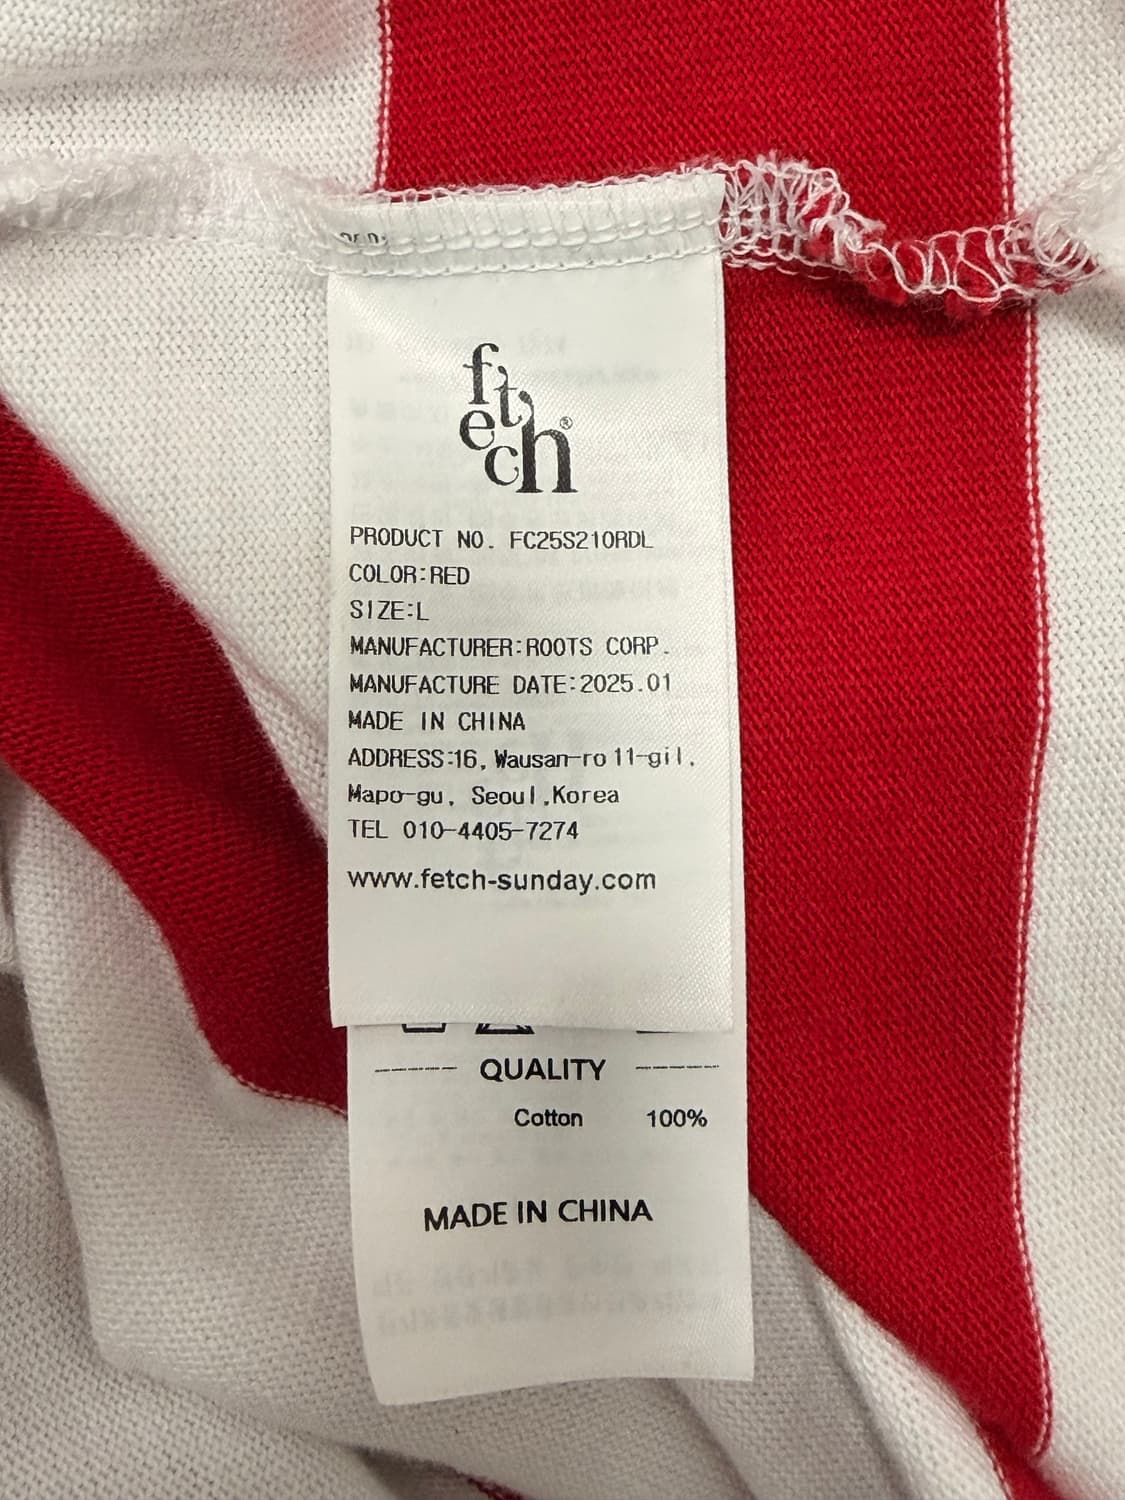 fetch®
PRODUCT NO. FC25S210RDL
COLOR:RED
SIZE:L
MANUFACTURER:ROOTS CORP.
MANUFACTURE DATE:2025.01
MADE IN CHINA
ADDRESS:16, Wausan-ro 11-gil,
Mapo-gu, Seoul,Korea
TEL 010-4405-7274
www.fetch-sunday.com
QUALITY
Cotton 100%
MADE IN CHINA